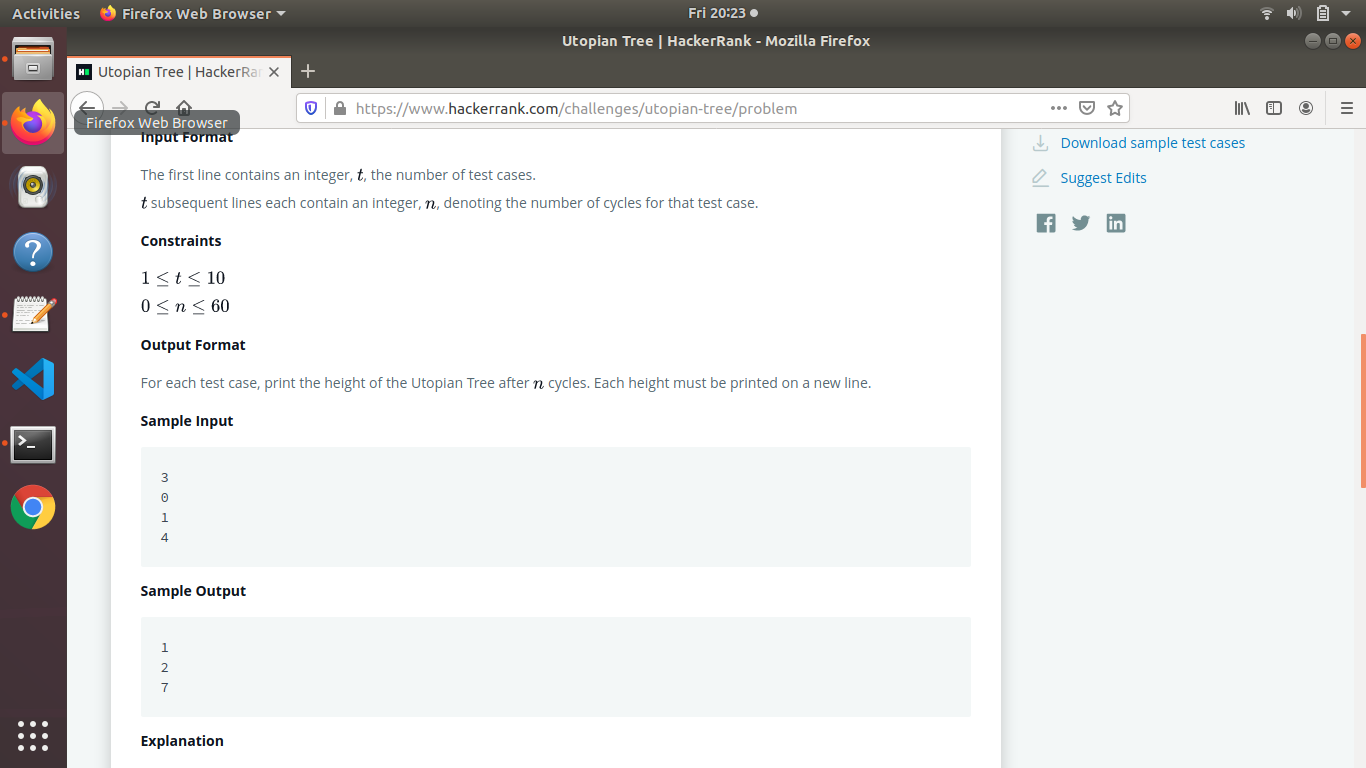 Activities
Firefox Web Browser
Fri 20:23
Utopian Tree | HackerRank - Mozilla Firefox
Utopian Tree | HackerRa
https://www.hackerrank.com/challenges/utopian-tree/problem
Firefox Web Browser
Input Format
The first line contains an integer, t, the number of test cases.
t subsequent lines each contain an integer, n, denoting the number of cycles for that test case.
Constraints
1 ≤ t ≤ 10
0 ≤ n ≤ 60
Output Format
For each test case, print the height of the Utopian Tree after n cycles. Each height must be printed on a new line.
Sample Input
3
0
1
4
Sample Output
1
2
7
Explanation
Download sample test cases
Suggest Edits